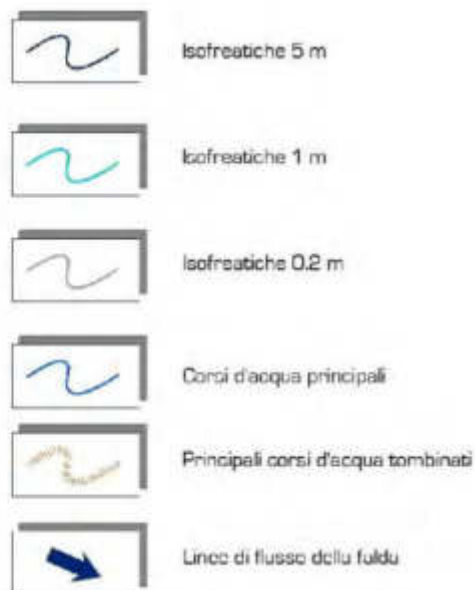 Isofreatiche 5 m
Isofreatiche 1 m
Isofreatiche 0.2 m
Corsi d'acqua principali
Principali corsi d'acqua tombinati
Linee di flusso della falda